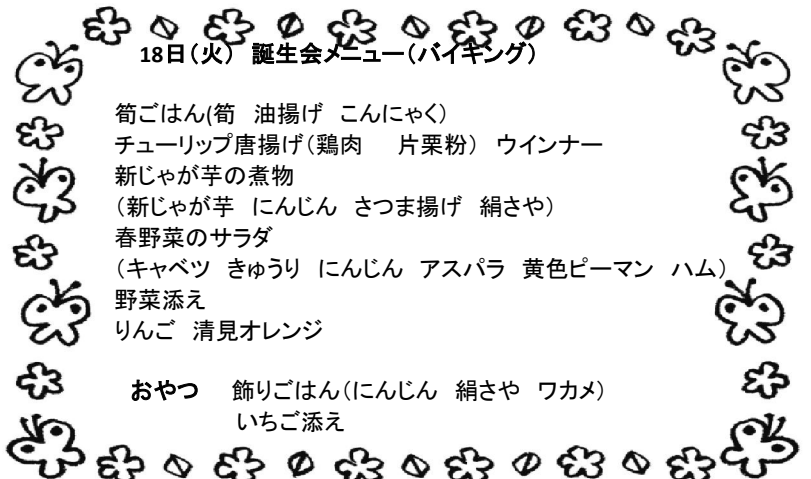 18日（火）　誕生会メニュー（バイキング）
筍ごはん(筍　油揚げ　こんにゃく）
チューリップ唐揚げ（鶏肉　　片栗粉）　ウインナー
新じゃが芋の煮物
（新じゃが芋　にんじん　さつま揚げ　絹さや）
春野菜のサラダ
（キャベツ　きゅうり　にんじん　アスパラ　黄色ピーマン　ハム）
野菜添え
りんご　清見オレンジ
おやつ　　飾りごはん（にんじん　絹さや　ワカメ）
いちご添え